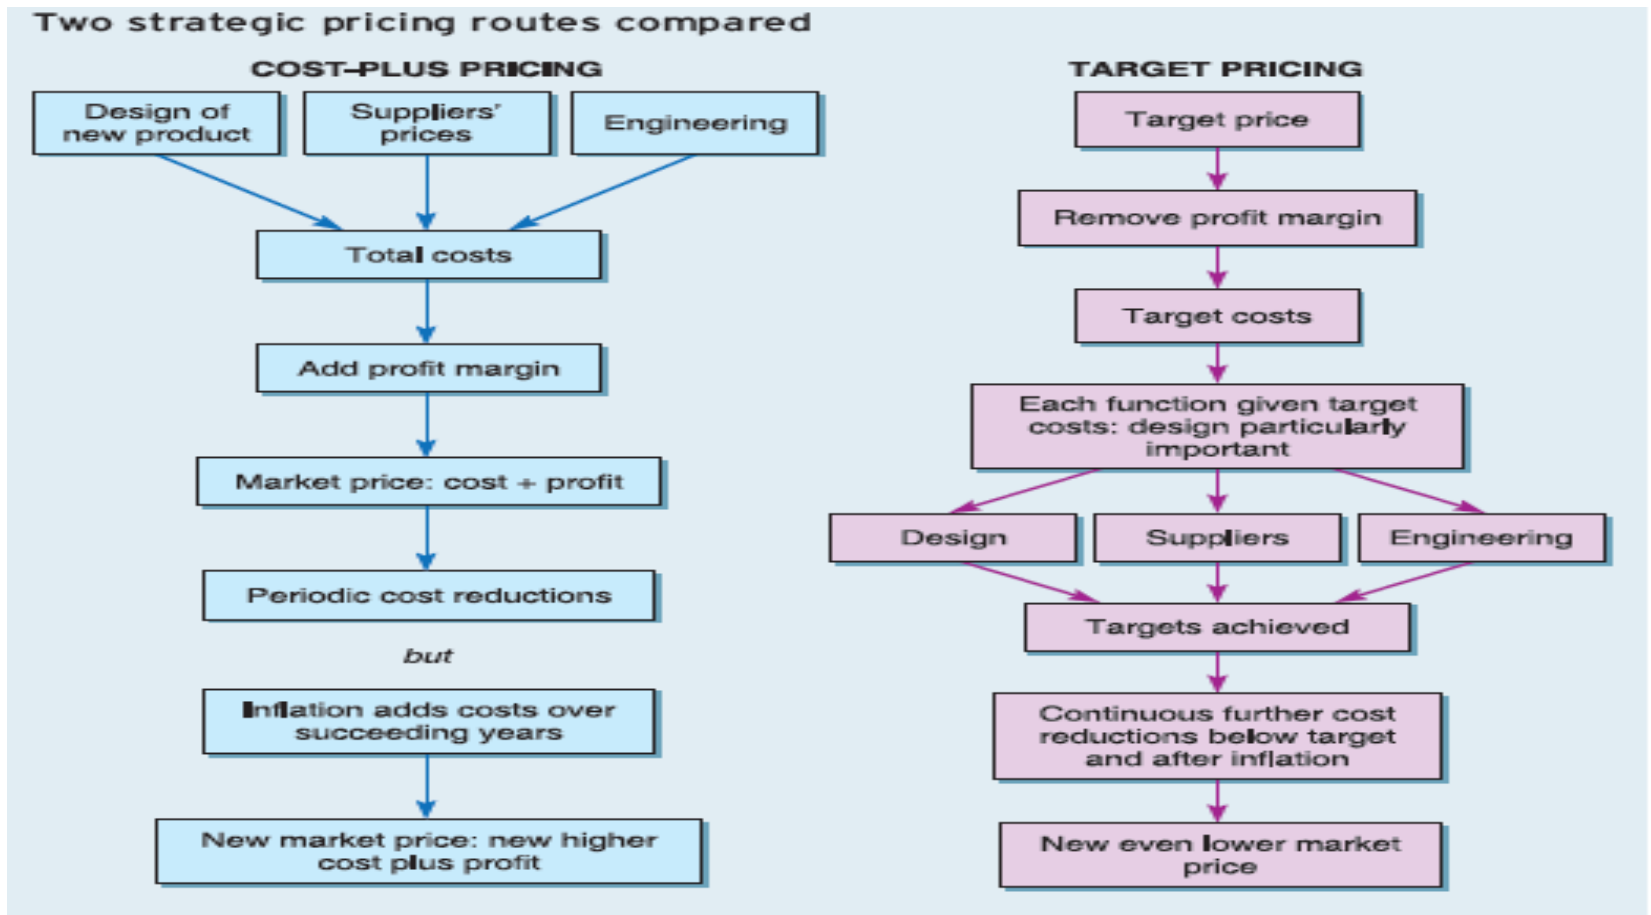 Two strategic pricing routes compared
COST–PLUS PRICING
Design of
new product
Suppliers'
prices
Engineering
Total costs
Add profit margin
Market price: cost + profit
Periodic cost reductions
but
Inflation adds costs over
succeeding years
New market price: new higher
cost plus profit
TARGET PRICING
Target price
Remove profit margin
Target costs
Each function given target
costs: design particularly
important
Design
Suppliers
Engineering
Targets achieved
Continuous further cost
reductions below target
and after inflation
New even lower market
price